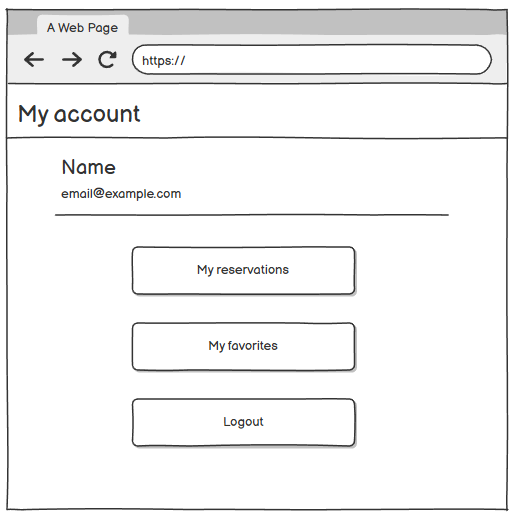 A Web Page
https://
My account
Name
email@example.com
My reservations
My favorites
Logout